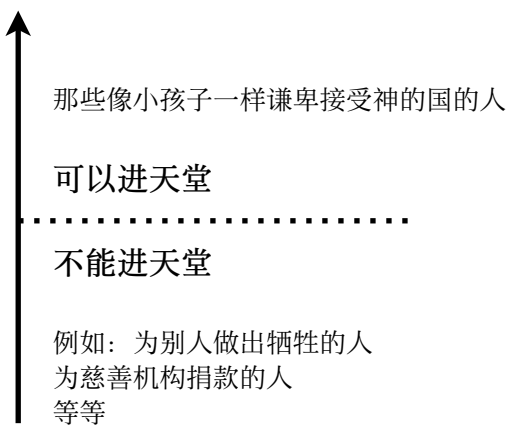 那些像小孩子一样谦卑接受神的国的人
可以进天堂
不能进天堂
例如：为别人做出牺牲的人
为慈善机构捐款的人
等等